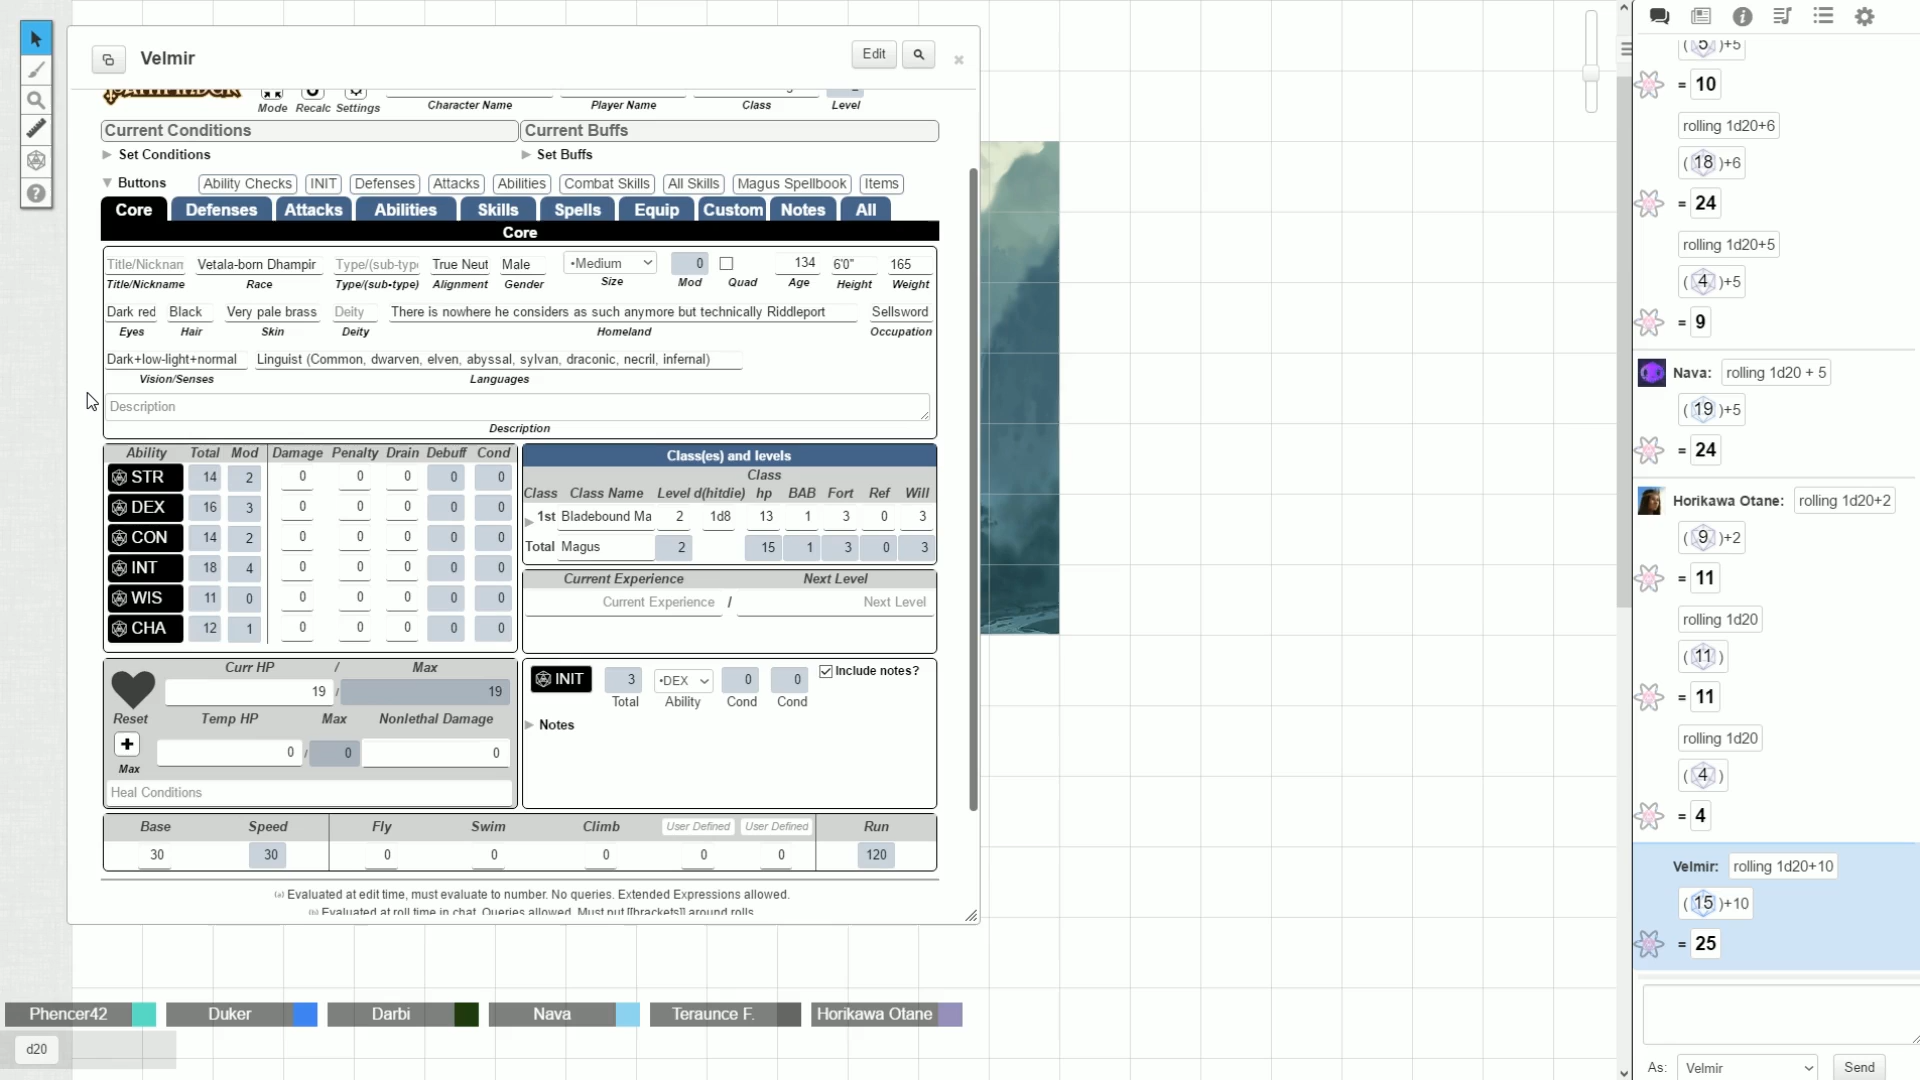 Velmir
Edit
Mode Recalc Settings Character Name Player Name Class Level
Current Conditions Current Buffs
Set Conditions Set Buffs
Buttons Ability Checks INIT Defenses Attacks Abilities Combat Skills All Skills Magus Spellbook Items
Core Defenses Attacks Abilities Skills Spells Equip Custom Notes All
Core
Title/Nicknan Vetala-born Dhampir Type/(sub-type True Neut Male •Medium 0 134 6'0" 165
Title/Nickname Race Type/(sub-type) Alignment Gender Size Mod Quad Age Height Weight
Dark red Black Very pale brass Deity There is nowhere he considers as such anymore but technically Riddleport Sellsword
Eyes Hair Skin Deity Homeland Occupation
Dark+low-light+normal Linguist (Common, dwarven, elven, abyssal, sylvan, draconic, necril, infernal)
Vision/Senses Languages
Description
Description
Ability Total Mod Damage Penalty Drain Debuff Cond
STR 14 2 0 0 0 0 0
DEX 16 3 0 0 0 0 0
CON 14 2 0 0 0 0 0
INT 18 4 0 0 0 0 0
WIS 11 0 0 0 0 0 0
CHA 12 1 0 0 0 0 0
Class(es) and levels
Class
Class Class Name Level d(hitdie) hp BAB Fort Ref Will
1st Bladebound Ma 2 1d8 13 1 3 0 3
Total Magus 2 15 1 3 0 3
Current Experience Next Level
Current Experience / Next Level
Curr HP / Max
19 / 19
Reset Temp HP Max Nonlethal Damage
0 / 0 0
Max
Heal Conditions
INIT 3 •DEX 0 0 Include notes?
Total Ability Cond Cond
Notes
Base Speed Fly Swim Climb User Defined User Defined Run
30 30 0 0 0 0 0 120
(a) Evaluated at edit time, must evaluate to number. No queries. Extended Expressions allowed.
(b) Evaluated at roll time in chat. Queries allowed. Must put [[brackets]] around rolls
Phencer42 Duker Darbi Nava Teraunce F. Horikawa Otane
d20
(5)+5
= 10
rolling 1d20+6
(18)+6
= 24
rolling 1d20+5
(4)+5
= 9
Nava: rolling 1d20 + 5
(19)+5
= 24
Horikawa Otane: rolling 1d20+2
(9)+2
= 11
rolling 1d20
(11)
= 11
rolling 1d20
(4)
= 4
Velmir: rolling 1d20+10
(15)+10
= 25
As: Velmir Send